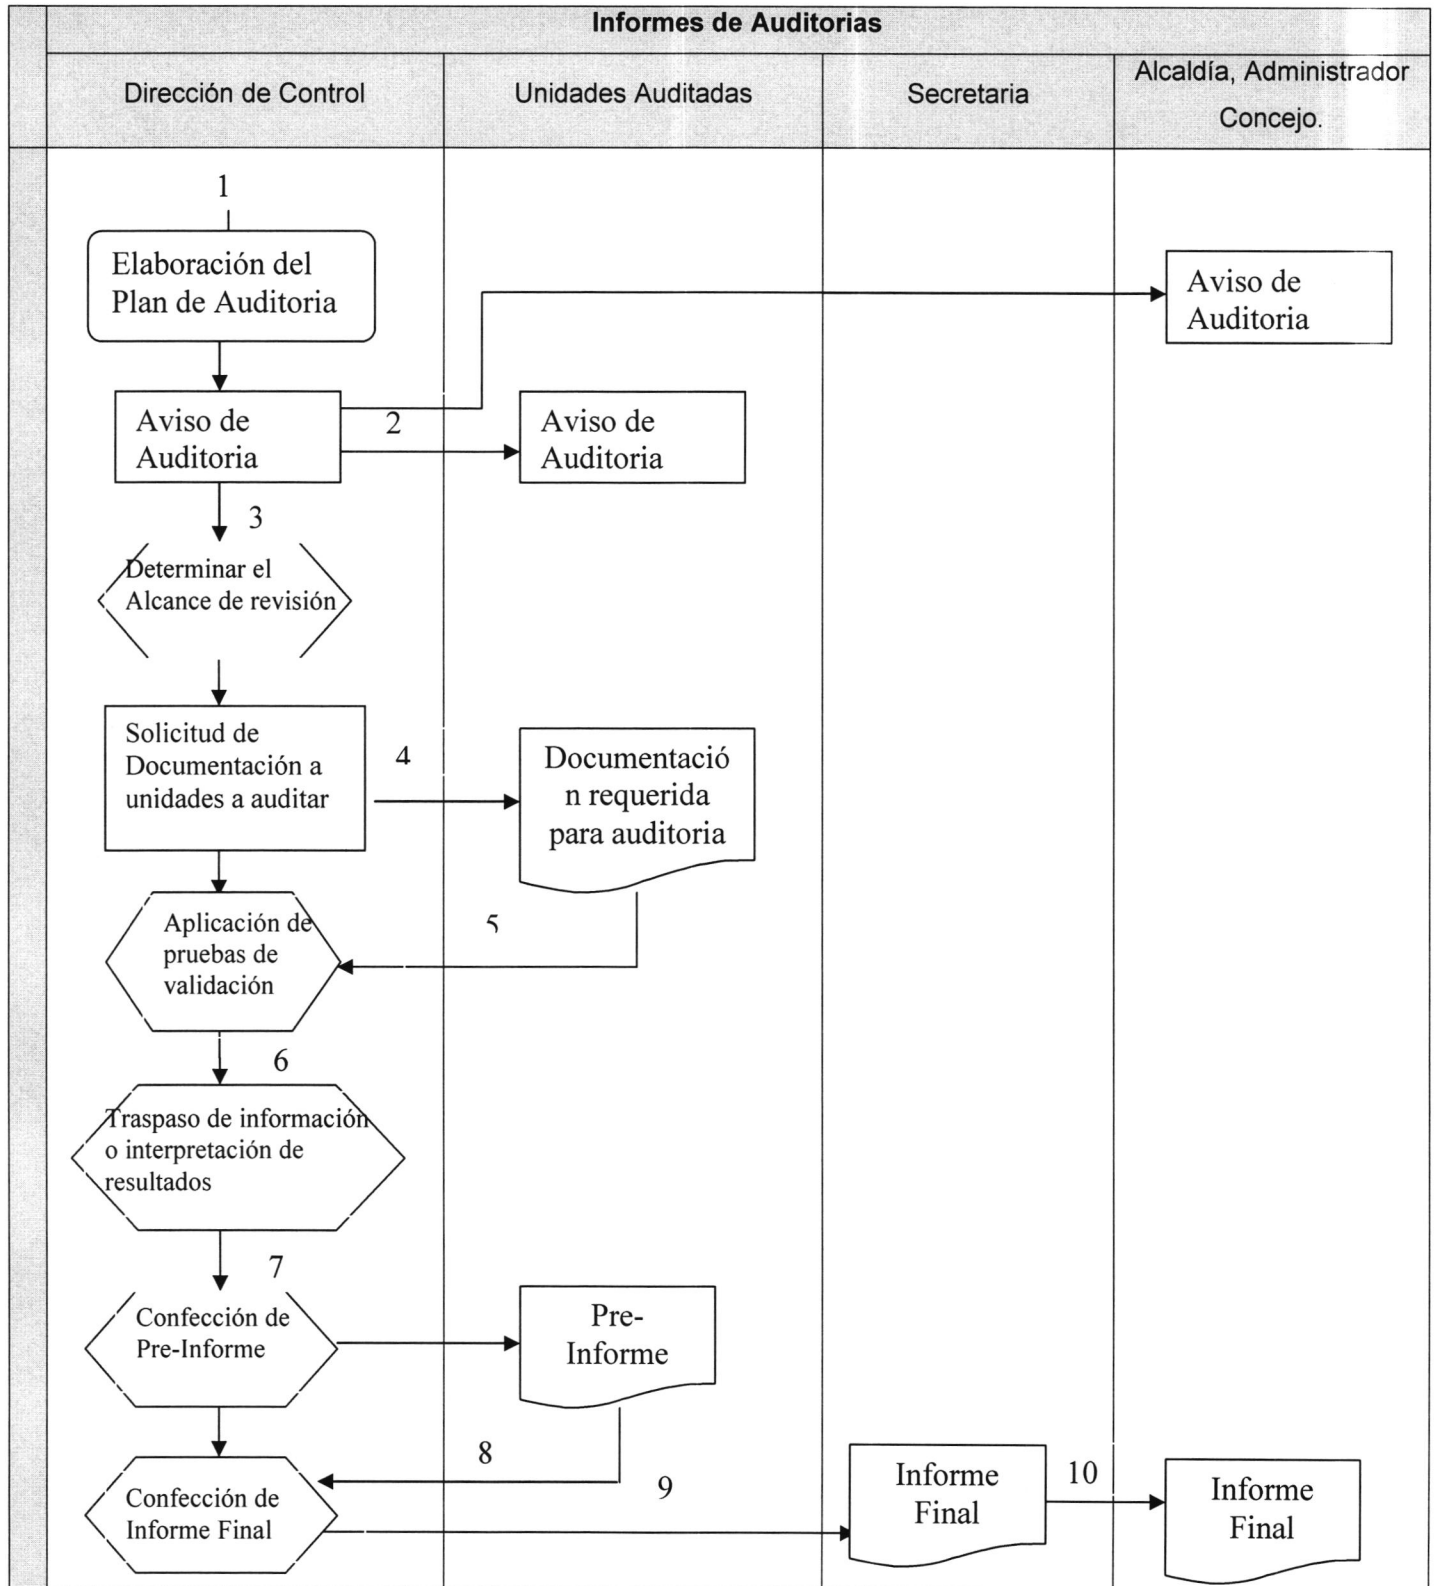 Informes de Auditorias
Dirección de Control
Unidades Auditadas
Secretaria
Alcaldía, Administrador
Concejo.
1
Elaboración del
Plan de Auditoria
Aviso de
Auditoria
Aviso de
Auditoria
2
Aviso de
Auditoria
3
Determinar el
Alcance de revisión
Solicitud de
Documentación a
unidades a auditar
4
Documentació
n requerida
para auditoria
Aplicación de
pruebas de
validación
5
6
Traspaso de información
o interpretación de
resultados
7
Confección de
Pre-Informe
Pre-
Informe
8
9
Confección de
Informe Final
Informe
Final
10
Informe
Final